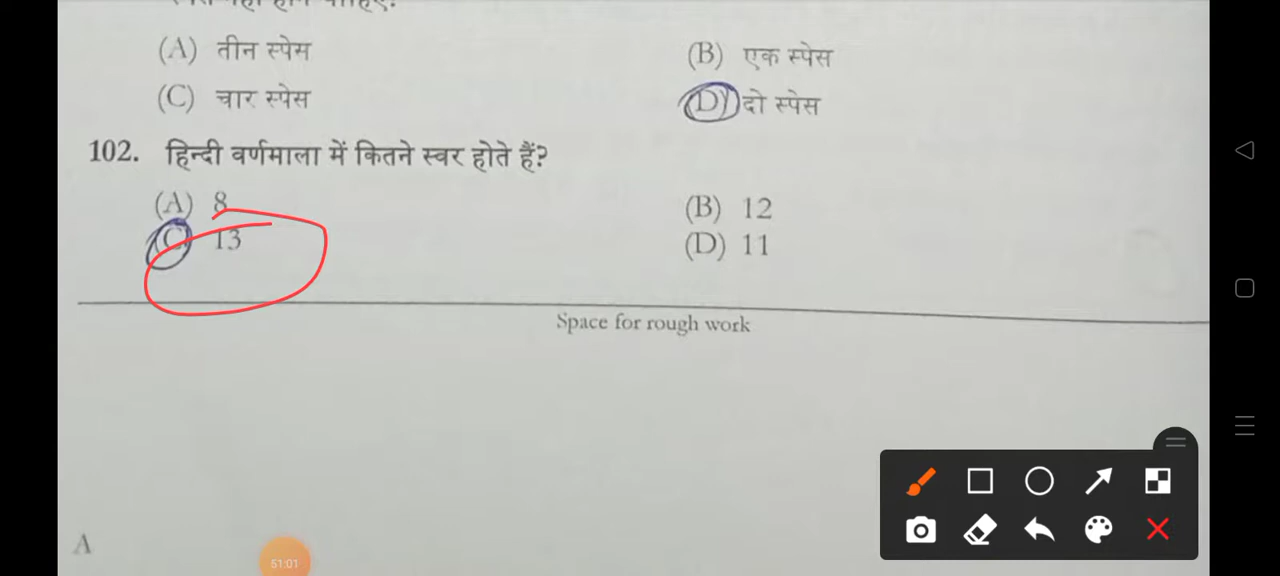 (A) तीन स्पेस
(B) एक स्पेस
(C) चार स्पेस
(D) दो स्पेस
102. हिन्दी वर्णमाला में कितने स्वर होते हैं?
(A) 8
(B) 12
(C) 13
(D) 11
Space for rough work
A
51:01